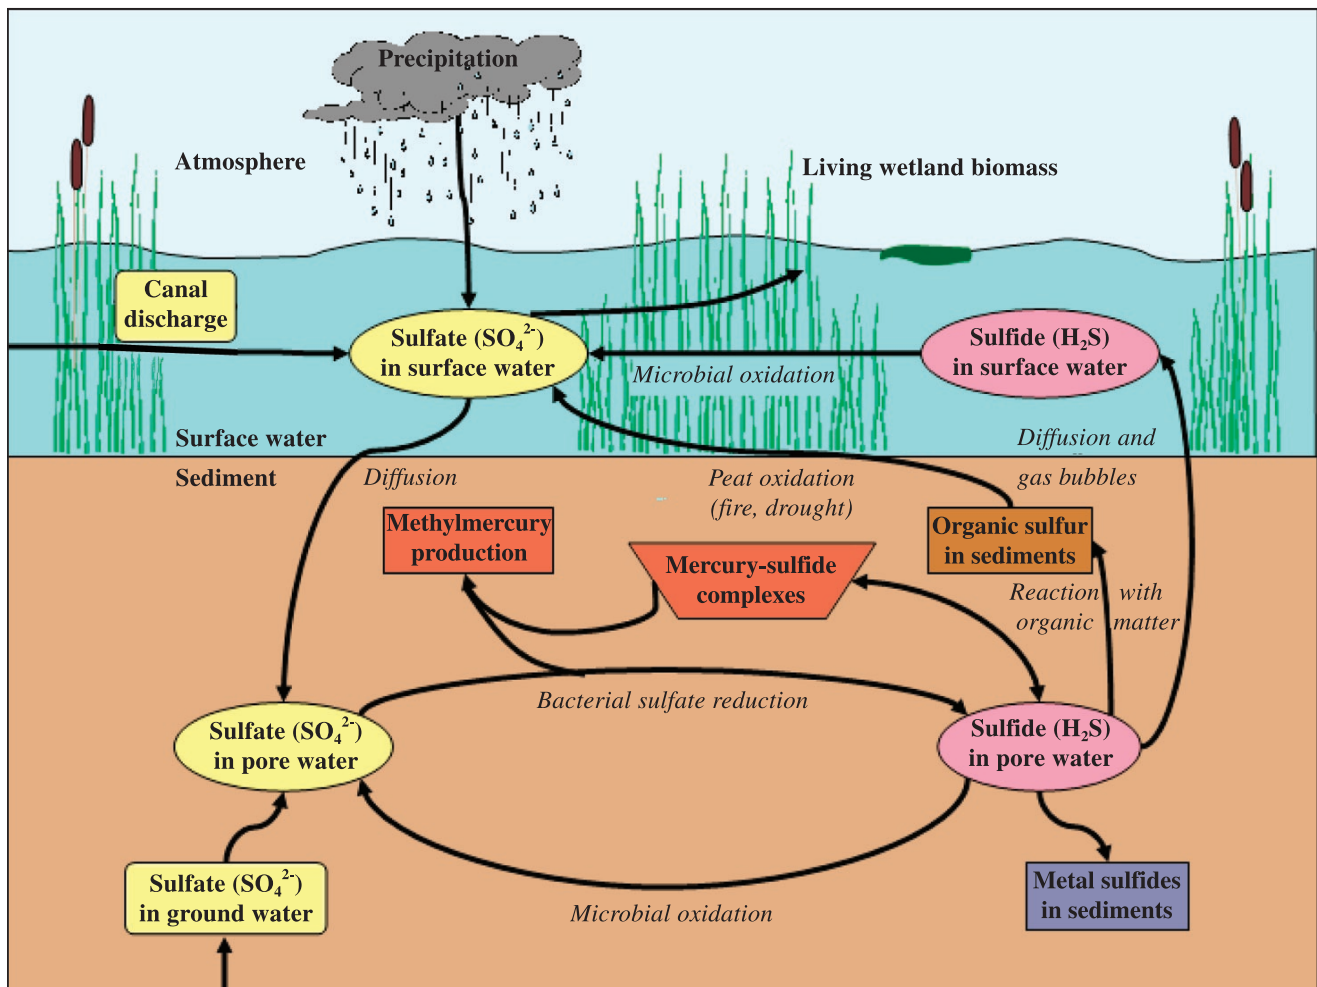 Precipitation
Atmosphere
Living wetland biomass
Canal
discharge
Sulfate (SO₄²⁻)
in surface water
Sulfide (H₂S)
in surface water
Microbial oxidation
Surface water
Diffusion and
gas bubbles
Sediment
Diffusion
Peat oxidation
(fire, drought)
Methylmercury
production
Mercury-sulfide
complexes
Organic sulfur
in sediments
Reaction with
organic matter
Bacterial sulfate reduction
Sulfate (SO₄²⁻)
in pore water
Sulfide (H₂S)
in pore water
Sulfate (SO₄²⁻)
in ground water
Microbial oxidation
Metal sulfides
in sediments